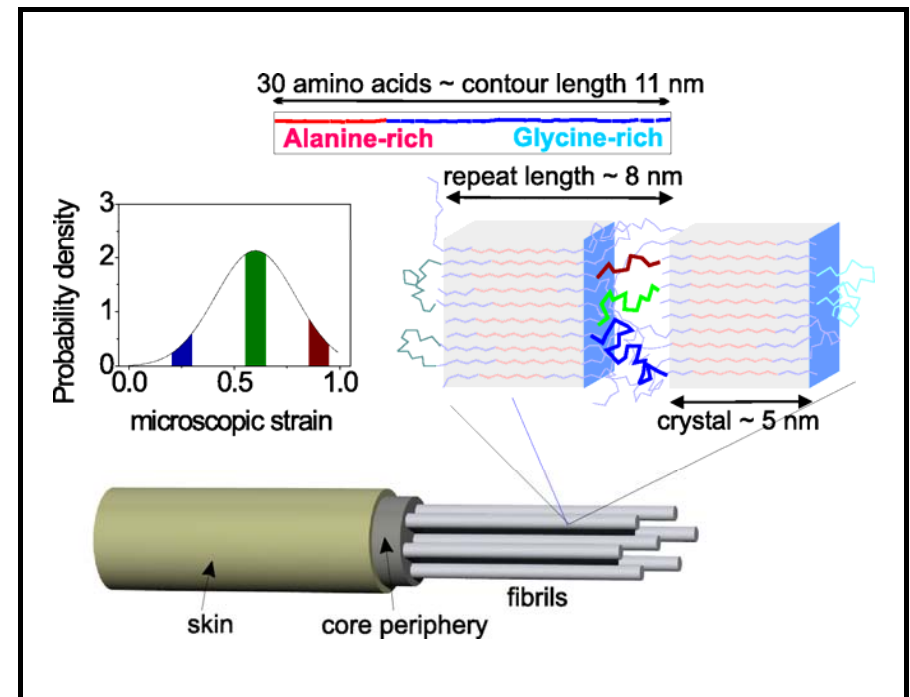 30 amino acids ~ contour length 11 nm
Alanine-rich Glycine-rich
repeat length ~ 8 nm
3
2
1
0
Probability density
0.0 0.5 1.0
microscopic strain
crystal ~ 5 nm
fibrils
skin
core periphery